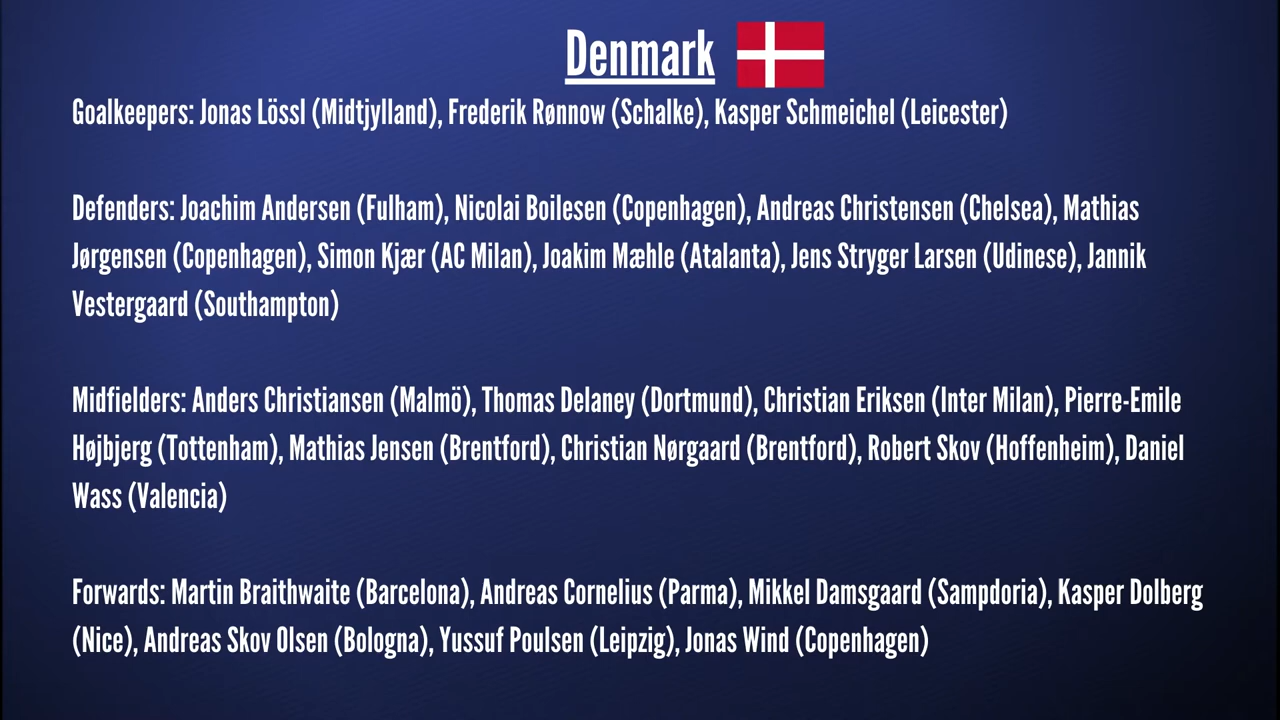 Denmark
Goalkeepers: Jonas Lössl (Midtjylland), Frederik Rønnow (Schalke), Kasper Schmeichel (Leicester)
Defenders: Joachim Andersen (Fulham), Nicolai Boilesen (Copenhagen), Andreas Christensen (Chelsea), Mathias
Jørgensen (Copenhagen), Simon Kjær (AC Milan), Joakim Mæhle (Atalanta), Jens Stryger Larsen (Udinese), Jannik
Vestergaard (Southampton)
Midfielders: Anders Christiansen (Malmö), Thomas Delaney (Dortmund), Christian Eriksen (Inter Milan), Pierre-Emile
Højbjerg (Tottenham), Mathias Jensen (Brentford), Christian Nørgaard (Brentford), Robert Skov (Hoffenheim), Daniel
Wass (Valencia)
Forwards: Martin Braithwaite (Barcelona), Andreas Cornelius (Parma), Mikkel Damsgaard (Sampdoria), Kasper Dolberg
(Nice), Andreas Skov Olsen (Bologna), Yussuf Poulsen (Leipzig), Jonas Wind (Copenhagen)